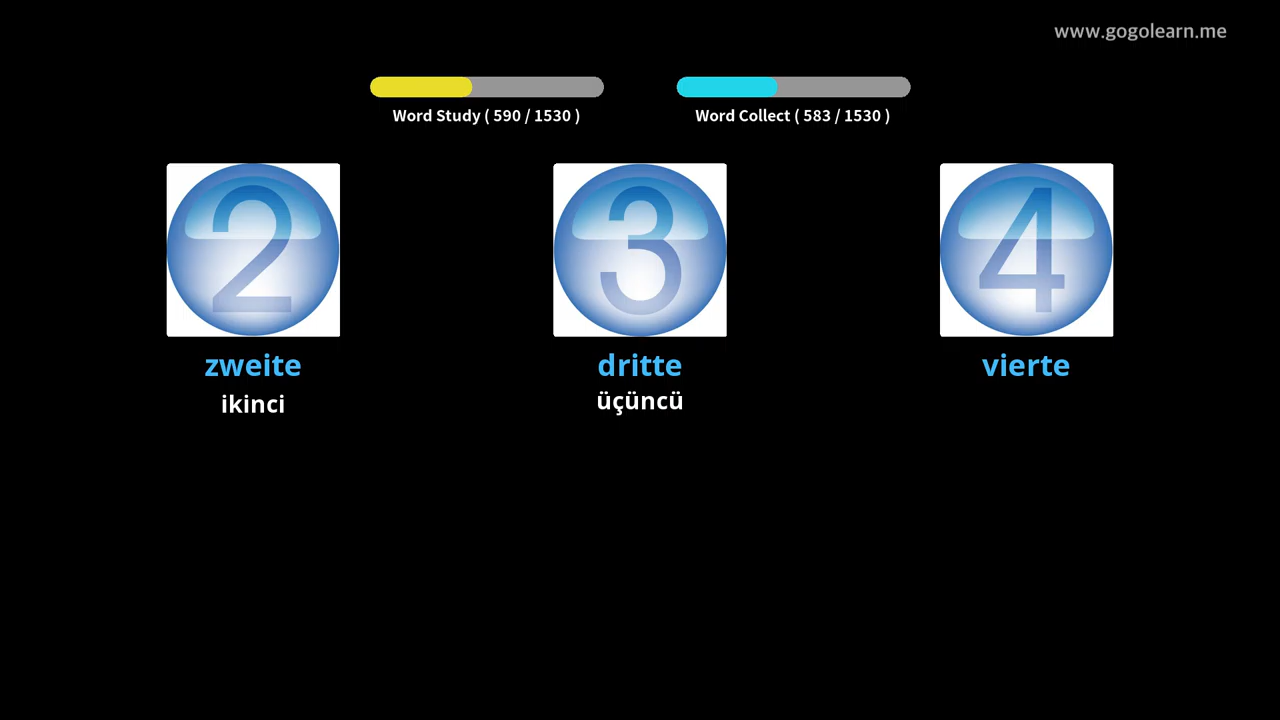 www.gogolearn.me
Word Study ( 590 / 1530 )
Word Collect ( 583 / 1530 )
2
3
4
zweite
dritte
vierte
ikinci
üçüncü